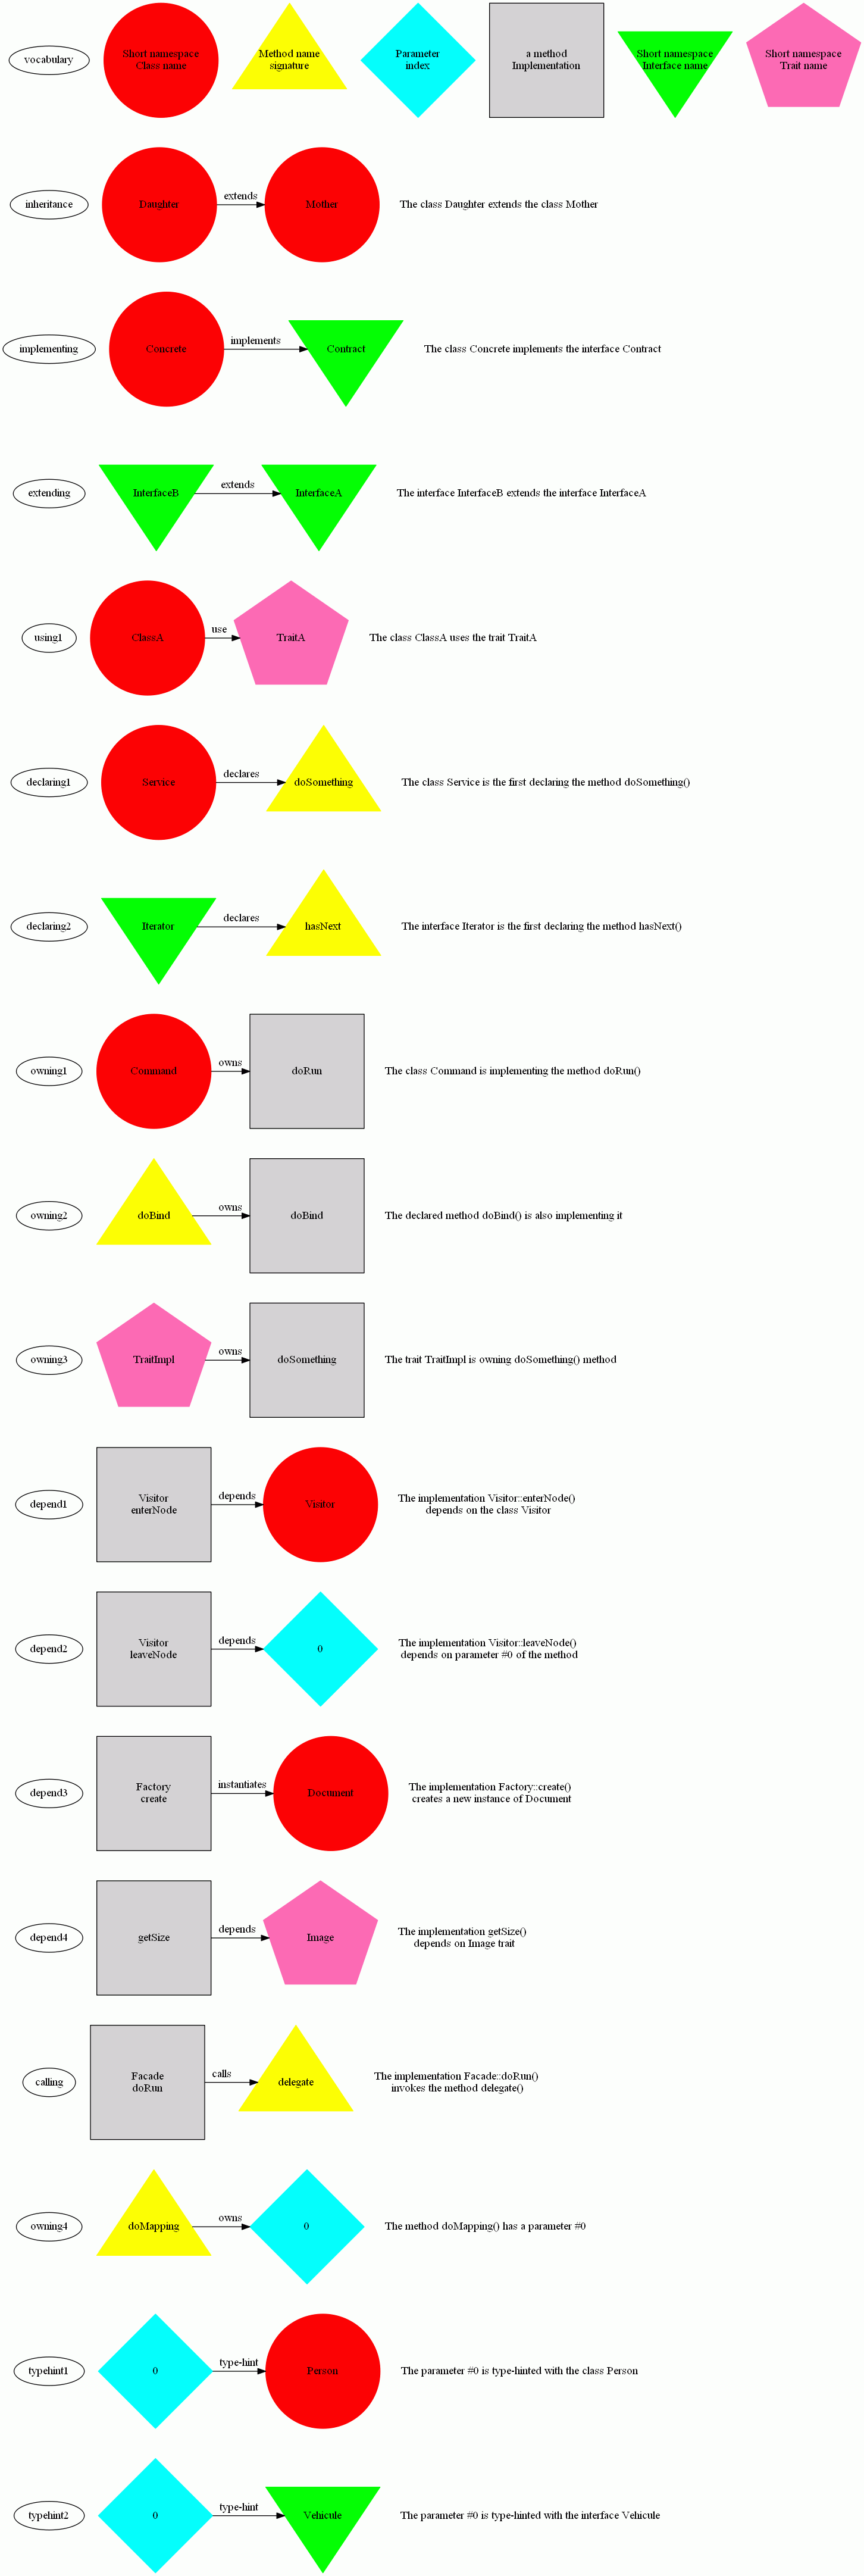 vocabulary
Short namespace
Class name
Method name
signature
Parameter
index
a method
Implementation
Short namespace
Interface name
Short namespace
Trait name
inheritance
Daughter
extends
Mother
The class Daughter extends the class Mother
implementing
Concrete
implements
Contract
The class Concrete implements the interface Contract
extending
InterfaceB
extends
InterfaceA
The interface InterfaceB extends the interface InterfaceA
using1
ClassA
use
TraitA
The class ClassA uses the trait TraitA
declaring1
Service
declares
doSomething
The class Service is the first declaring the method doSomething()
declaring2
Iterator
declares
hasNext
The interface Iterator is the first declaring the method hasNext()
owning1
Command
owns
doRun
The class Command is implementing the method doRun()
owning2
doBind
owns
doBind
The declared method doBind() is also implementing it
owning3
TraitImpl
owns
doSomething
The trait TraitImpl is owning doSomething() method
depend1
Visitor
enterNode
depends
Visitor
The implementation Visitor::enterNode()
depends on the class Visitor
depend2
Visitor
leaveNode
depends
0
The implementation Visitor::leaveNode()
depends on parameter #0 of the method
depend3
Factory
create
instantiates
Document
The implementation Factory::create()
creates a new instance of Document
depend4
getSize
depends
Image
The implementation getSize()
depends on Image trait
calling
Facade
doRun
calls
delegate
The implementation Facade::doRun()
invokes the method delegate()
owning4
doMapping
owns
0
The method doMapping() has a parameter #0
typehint1
0
type-hint
Person
The parameter #0 is type-hinted with the class Person
typehint2
0
type-hint
Vehicule
The parameter #0 is type-hinted with the interface Vehicule